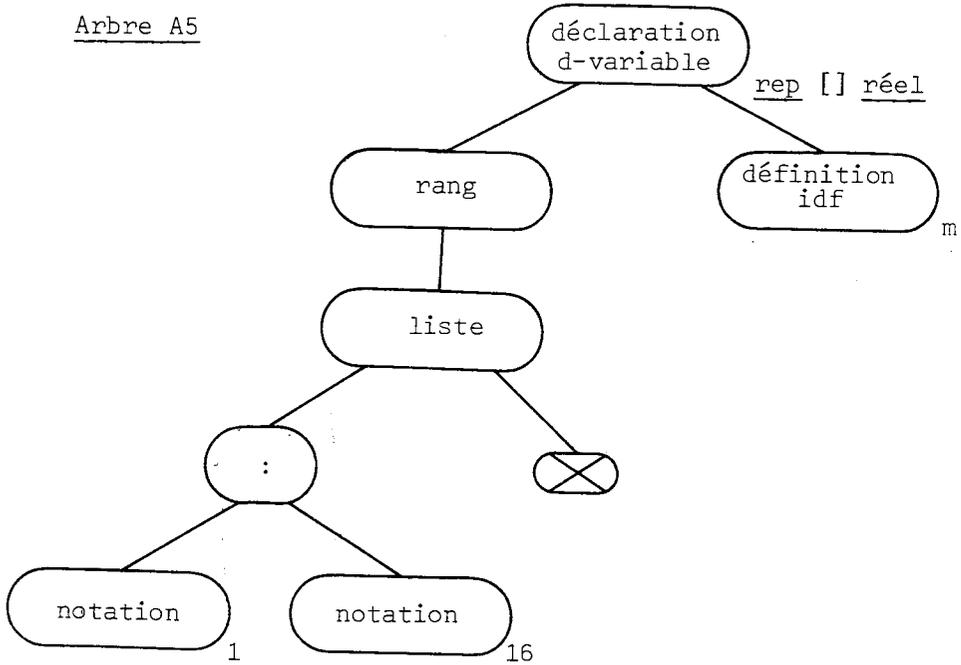 Arbre A5
déclaration
d-variable
rep [] réel
rang
définition
idf
m
liste
:
notation
1
notation
16